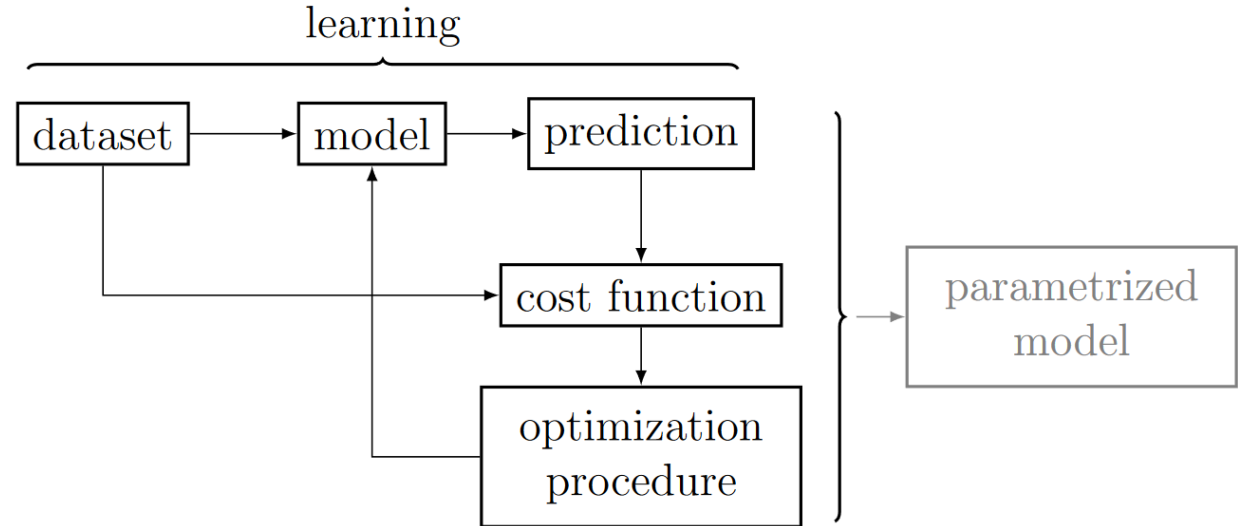 learning
dataset
model
prediction
cost function
optimization
procedure
parametrized
model